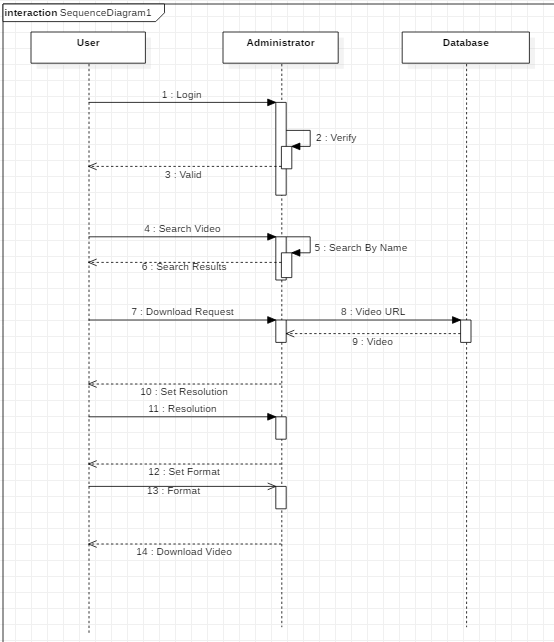 interaction SequenceDiagram1
User
Administrator
Database
1 : Login
2 : Verify
3 : Valid
4 : Search Video
5 : Search By Name
6 : Search Results
7 : Download Request
8 : Video URL
9 : Video
10 : Set Resolution
11 : Resolution
12 : Set Format
13 : Format
14 : Download Video